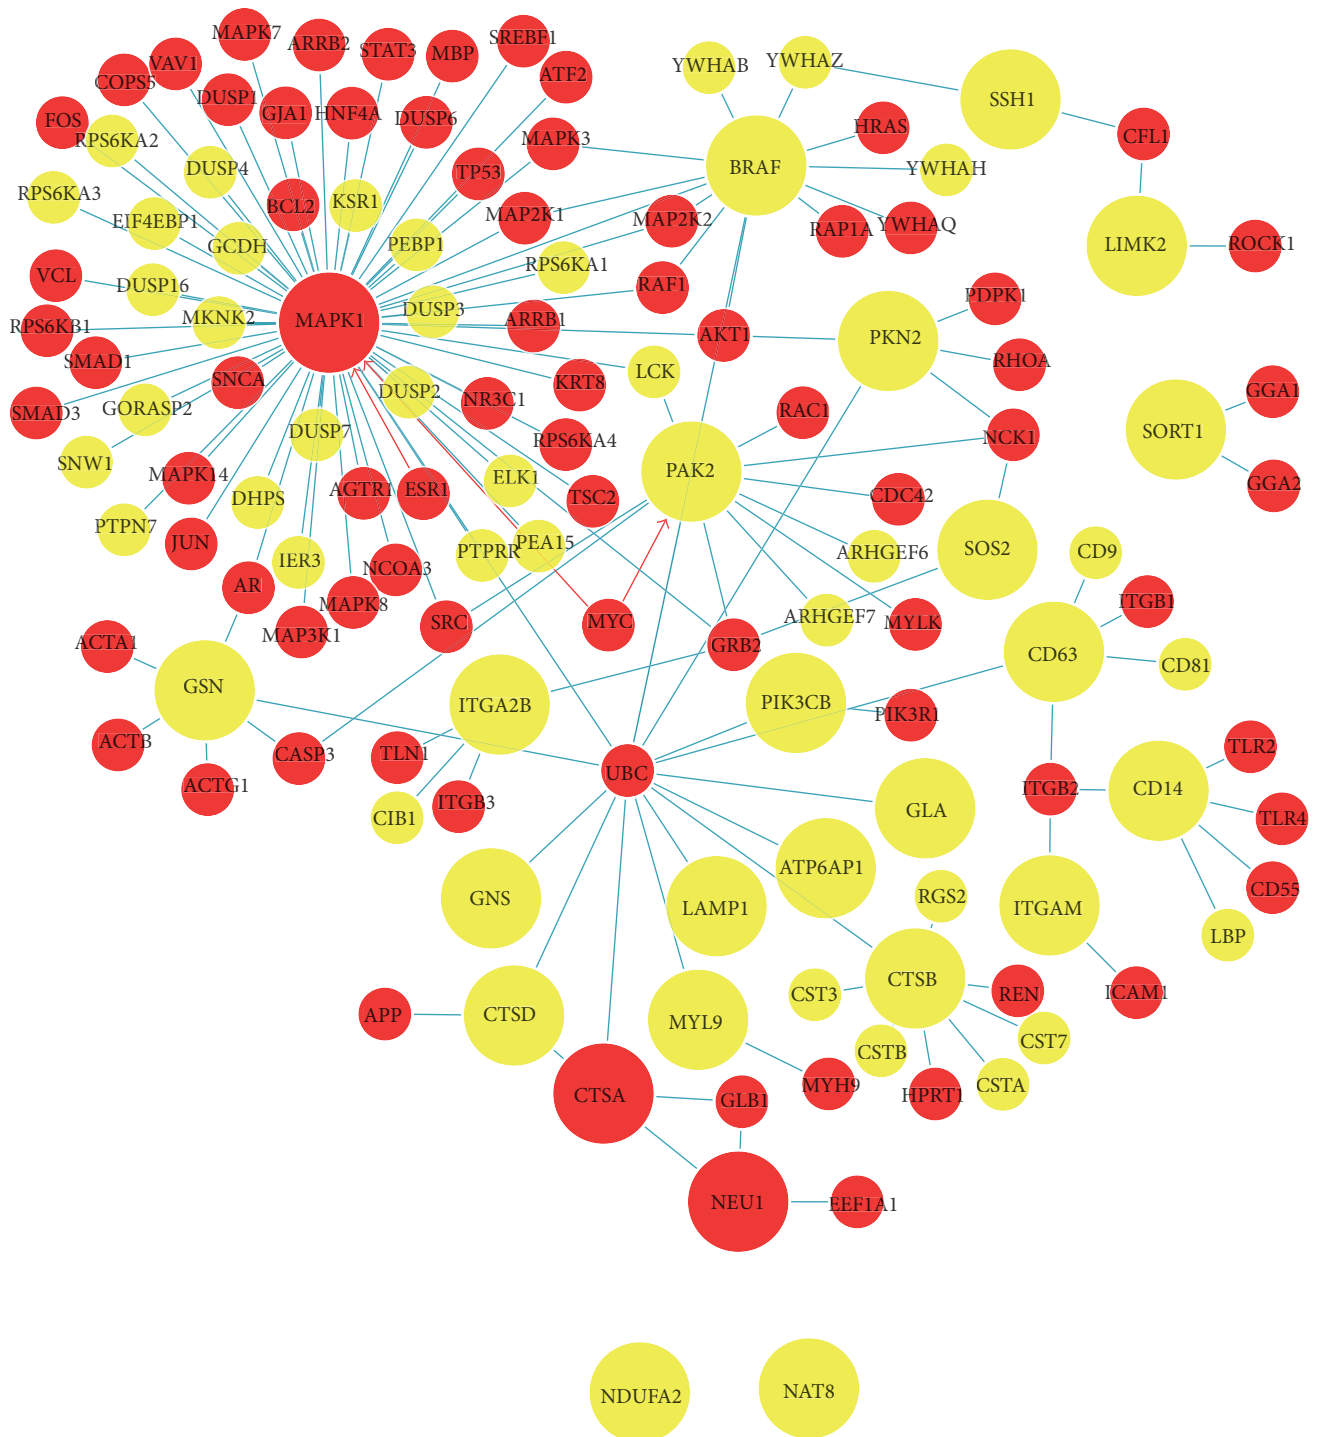 MAPK7
ARRB2
STAT3
MBP
SREBF1
ATF2
VAV1
COPS5
DUSP1
GJA1
HNF4A
DUSP6
FOS
RPS6KA2
MAPK3
YWHAB
YWHAZ
SSH1
HRAS
CFL1
DUSP4
TP53
BRAF
YWHAH
RPS6KA3
BCL2
KSR1
MAP2K1
MAP2K2
RAP1A
YWHAQ
EIF4EBP1
GCDH
PEBP1
LIMK2
ROCK1
VCL
DUSP16
RPS6KA1
RAF1
PDPK1
RPS6KB1
MKNK2
MAPK1
DUSP3
ARRB1
AKT1
PKN2
SMAD1
SNCA
LCK
RHOA
SMAD3
GORASP2
DUSP2
NR3C1
KRT8
RAC1
GGA1
SNW1
DUSP7
RPS6KA4
NCK1
SORT1
MAPK14
PAK2
GGA2
DHPS
AGTR1
ESR1
ELK1
TSC2
CDC42
PTPN7
JUN
IER3
PTPRR
PEA15
ARHGEF6
SOS2
CD9
AR
NCOA3
MAPK8
ITGB1
MAP3K1
SRC
MYC
ARHGEF7
MYLK
ACTA1
GRB2
CD63
CD81
GSN
ITGA2B
PIK3CB
PIK3R1
ACTB
CASP3
TLN1
UBC
TLR2
ACTG1
ITGB3
ITGB2
CD14
CIB1
GLA
TLR4
ATP6AP1
GNS
LAMP1
RGS2
ITGAM
CD55
LBP
CTSB
CST3
REN
ICAM1
APP
CTSD
MYL9
CSTB
CST7
CTSA
GLB1
MYH9
HPRT1
CSTA
NEU1
EEF1A1
NDUFA2
NAT8